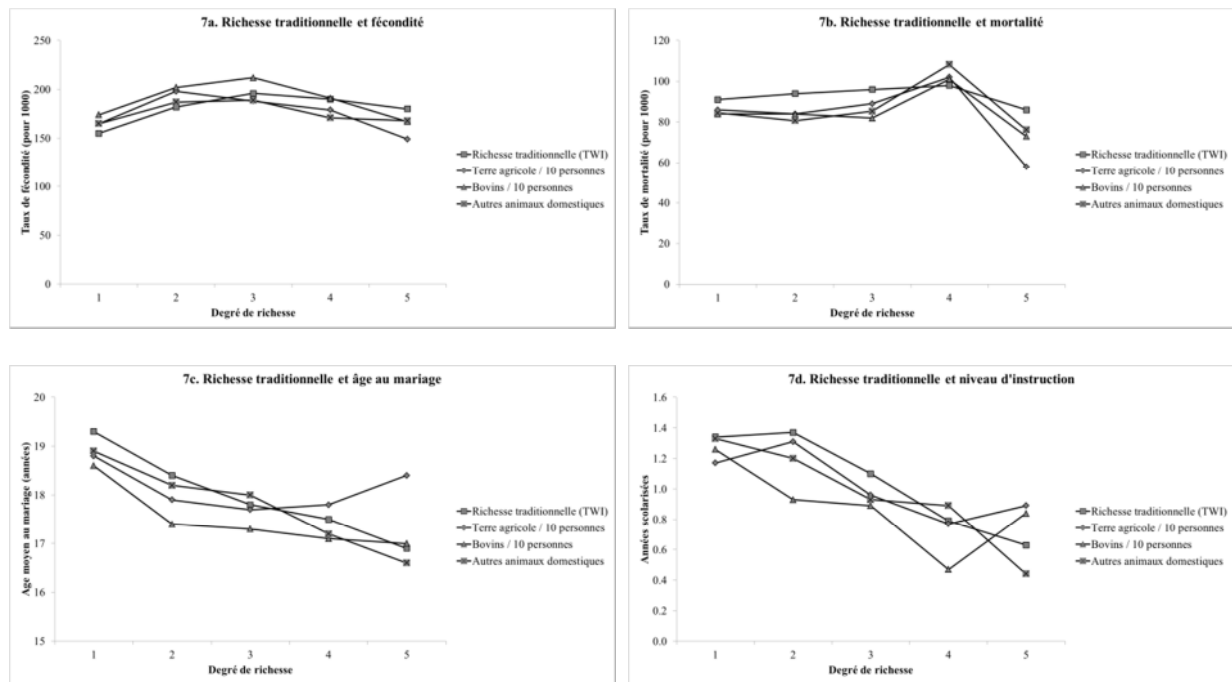 7a. Richesse traditionnelle et fécondité
Taux de fécondité (pour 1000)
250
200
150
100
50
0
1 2 3 4 5
Degré de richesse
Richesse traditionnelle (TWI)
Terre agricole / 10 personnes
Bovins / 10 personnes
Autres animaux domestiques
7b. Richesse traditionnelle et mortalité
Taux de mortalité (pour 1000)
120
100
80
60
40
20
0
1 2 3 4 5
Degré de richesse
Richesse traditionnelle (TWI)
Terre agricole / 10 personnes
Bovins / 10 personnes
Autres animaux domestiques
7c. Richesse traditionnelle et âge au mariage
Age moyen au mariage (années)
20
19
18
17
16
15
1 2 3 4 5
Degré de richesse
Richesse traditionnelle (TWI)
Terre agricole / 10 personnes
Bovins / 10 personnes
Autres animaux domestiques
7d. Richesse traditionnelle et niveau d'instruction
Années scolarisées
1.6
1.4
1.2
1.0
0.8
0.6
0.4
0.2
0.0
1 2 3 4 5
Degré de richesse
Richesse traditionnelle (TWI)
Terre agricole / 10 personnes
Bovins / 10 personnes
Autres animaux domestiques